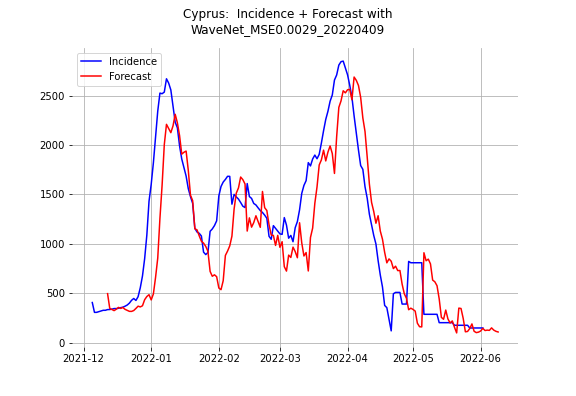 Cyprus:  Incidence + Forecast with
WaveNet_MSE0.0029_20220409
Incidence
Forecast
2500
2000
1500
1000
500
0
2021-12 2022-01 2022-02 2022-03 2022-04 2022-05 2022-06